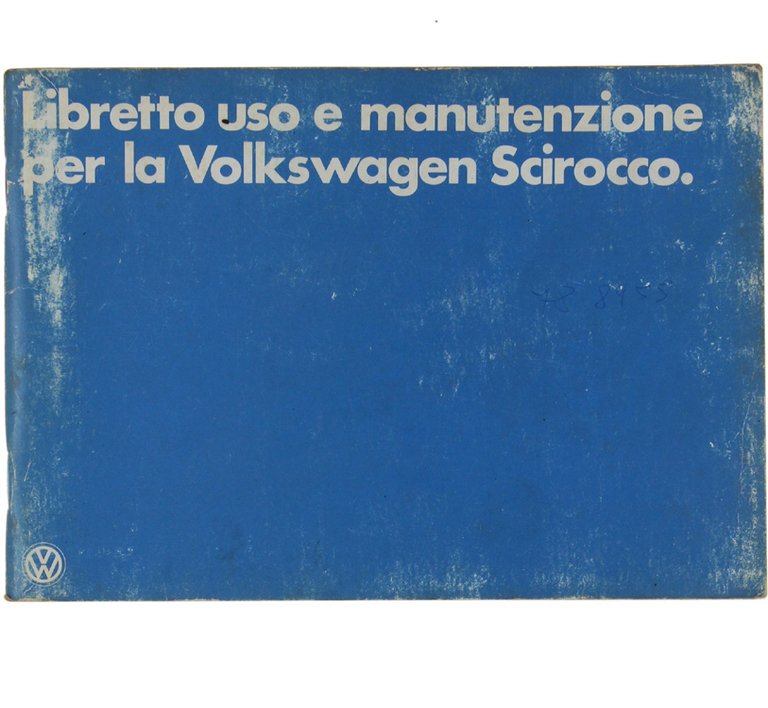 Libretto uso e manutenzione
per la Volkswagen Scirocco.